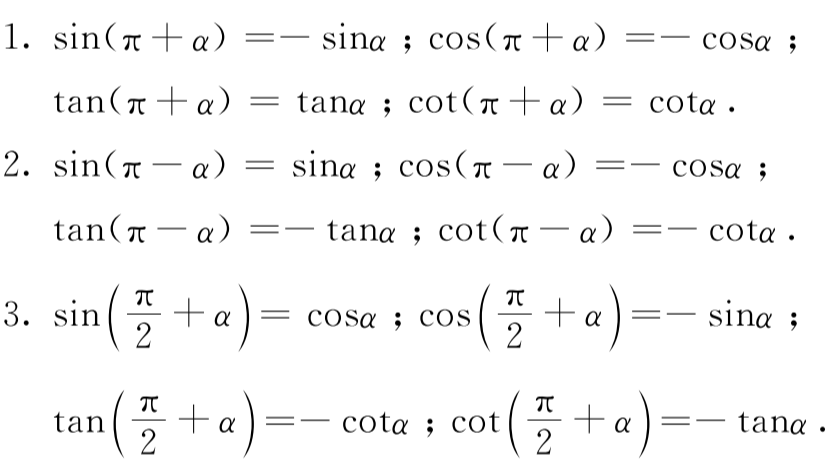 1. sin(π+α) =- sinα ; cos(π+α) =- cosα ;
tan(π+α) = tanα ; cot(π+α) = cotα .
2. sin(π-α) = sinα ; cos(π-α) =- cosα ;
tan(π-α) =- tanα ; cot(π-α) =- cotα .
3. sin(π/2+α)= cosα ; cos(π/2+α)=- sinα ;
tan(π/2+α)=- cotα ; cot(π/2+α)=- tanα .